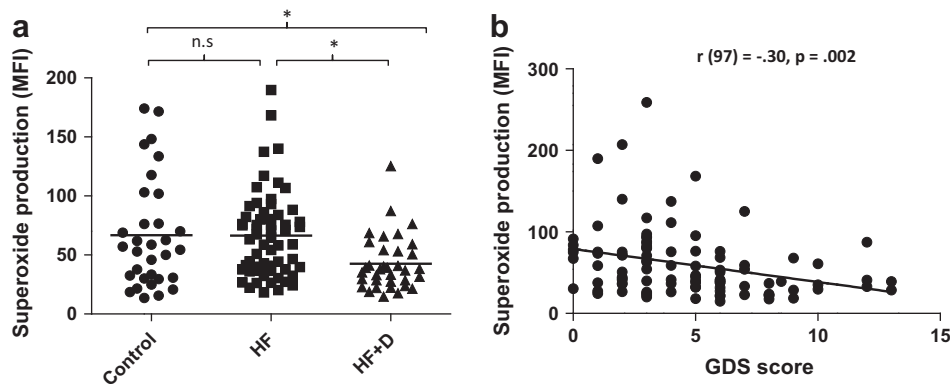 a
*
n.s
*
Superoxide production (MFI)
200
150
100
50
0
Control
HF
HF+D
b
r (97) = -.30, p = .002
Superoxide production (MFI)
300
200
100
0
0
5
10
15
GDS score